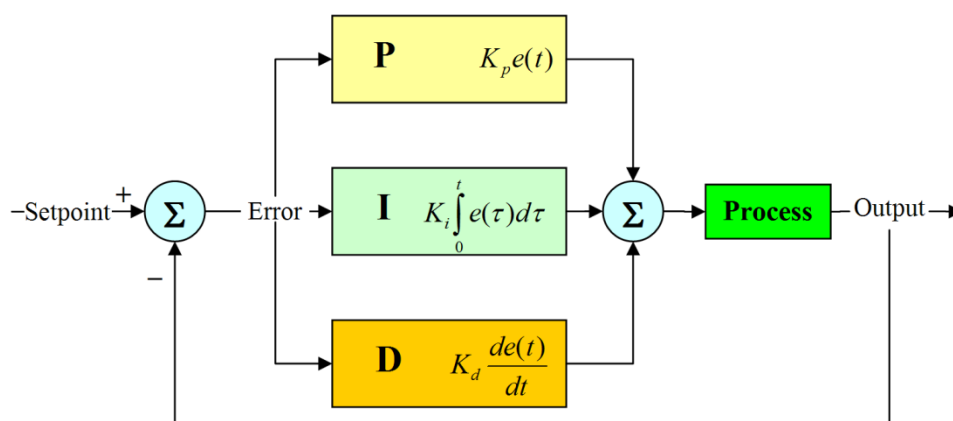 P K_p e(t)
–Setpoint + Σ Error I K_i ∫_0^t e(τ)dτ Σ Process Output
–
D K_d de(t)/dt